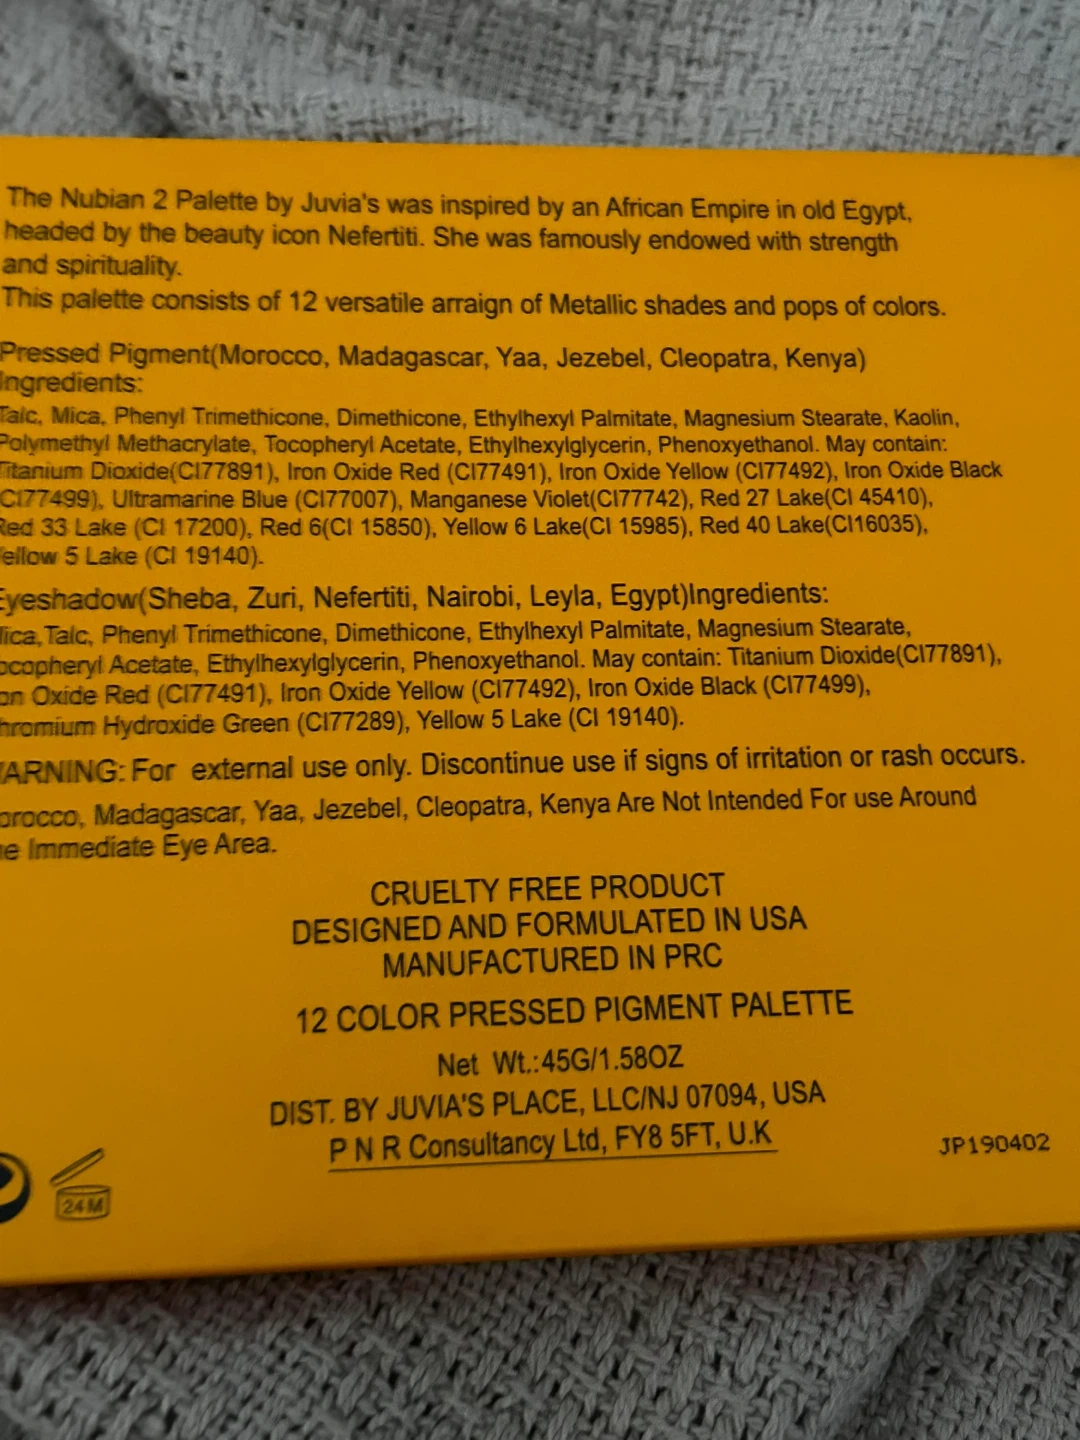 The Nubian 2 Palette by Juvia's was inspired by an African Empire in old Egypt,
headed by the beauty icon Nefertiti. She was famously endowed with strength
and spirituality.
This palette consists of 12 versatile arraign of Metallic shades and pops of colors.
Pressed Pigment(Morocco, Madagascar, Yaa, Jezebel, Cleopatra, Kenya)
Ingredients:
Talc, Mica, Phenyl Trimethicone, Dimethicone, Ethylhexyl Palmitate, Magnesium Stearate, Kaolin,
Polymethyl Methacrylate, Tocopheryl Acetate, Ethylhexylglycerin, Phenoxyethanol. May contain:
Titanium Dioxide(CI77891), Iron Oxide Red (CI77491), Iron Oxide Yellow (CI77492), Iron Oxide Black
CI77499), Ultramarine Blue (CI77007), Manganese Violet(CI77742), Red 27 Lake(CI 45410),
Red 33 Lake (CI 17200), Red 6(CI 15850), Yellow 6 Lake(CI 15985), Red 40 Lake(CI16035),
ellow 5 Lake (CI 19140).
Eyeshadow(Sheba, Zuri, Nefertiti, Nairobi, Leyla, Egypt)Ingredients:
ica,Talc, Phenyl Trimethicone, Dimethicone, Ethylhexyl Palmitate, Magnesium Stearate,
ocopheryl Acetate, Ethylhexylglycerin, Phenoxyethanol. May contain: Titanium Dioxide(CI77891),
on Oxide Red (CI77491), Iron Oxide Yellow (CI77492), Iron Oxide Black (CI77499),
hromium Hydroxide Green (CI77289), Yellow 5 Lake (CI 19140).
ARNING: For external use only. Discontinue use if signs of irritation or rash occurs.
orocco, Madagascar, Yaa, Jezebel, Cleopatra, Kenya Are Not Intended For use Around
e Immediate Eye Area.
CRUELTY FREE PRODUCT
DESIGNED AND FORMULATED IN USA
MANUFACTURED IN PRC
12 COLOR PRESSED PIGMENT PALETTE
Net Wt.:45G/1.58OZ
DIST. BY JUVIA'S PLACE, LLC/NJ 07094, USA
P N R Consultancy Ltd, FY8 5FT, U.K
JP190402
24M